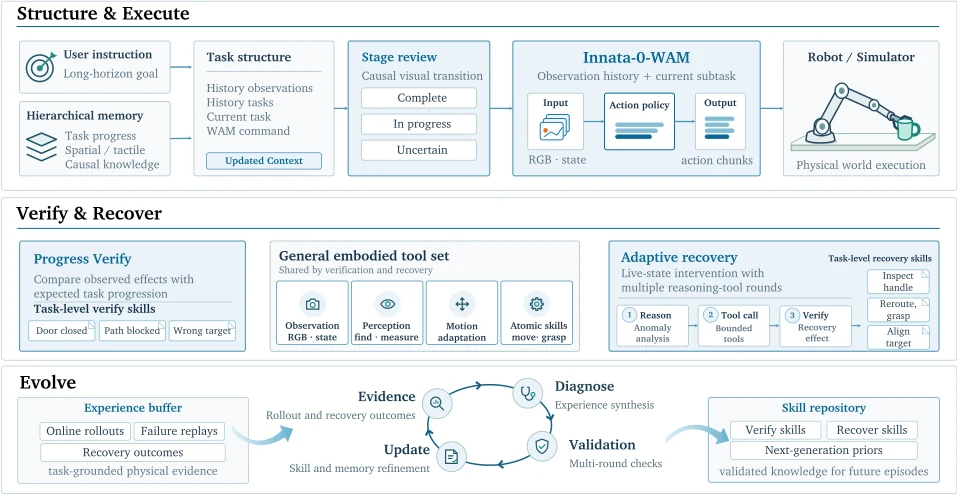 Structure & Execute
User instruction
Long-horizon goal
Hierarchical memory
Task progress
Spatial / tactile
Causal knowledge
Task structure
History observations
History tasks
Current task
WAM command
Updated Context
Stage review
Causal visual transition
Complete
In progress
Uncertain
Innata-0-WAM
Observation history + current subtask
Input
RGB · state
Action policy
Output
action chunks
Robot / Simulator
Physical world execution
Verify & Recover
Progress Verify
Compare observed effects with
expected task progression
Task-level verify skills
Door closed
Path blocked
Wrong target
General embodied tool set
Shared by verification and recovery
Observation
RGB · state
Perception
find · measure
Motion
adaptation
Atomic skills
move· grasp
Adaptive recovery
Live-state intervention with
multiple reasoning-tool rounds
1 Reason
Anomaly
analysis
2 Tool call
Bounded
tools
3 Verify
Recovery
effect
Task-level recovery skills
Inspect
handle
Reroute,
grasp
Align
target
Evolve
Experience buffer
Online rollouts
Failure replays
Recovery outcomes
task-grounded physical evidence
Evidence
Rollout and recovery outcomes
Diagnose
Experience synthesis
Update
Skill and memory refinement
Validation
Multi-round checks
Skill repository
Verify skills
Recover skills
Next-generation priors
validated knowledge for future episodes